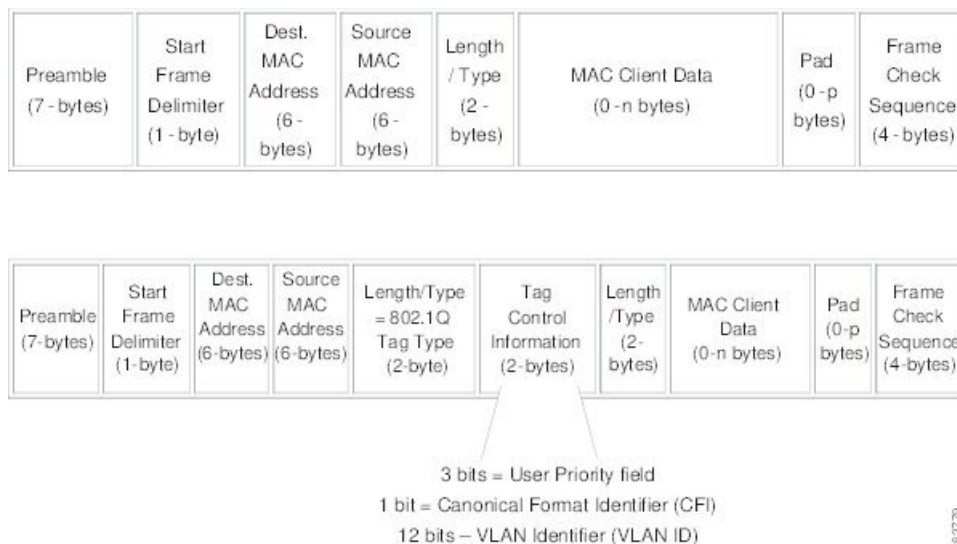 Preamble
(7-bytes)
Start
Frame
Delimiter
(1-byte)
Dest.
MAC
Address
(6-
bytes)
Source
MAC
Address
(6-
bytes)
Length
/ Type
(2-
bytes)
MAC Client Data
(0-n bytes)
Pad
(0-p
bytes)
Frame
Check
Sequence
(4-bytes)
Preamble
(7-bytes)
Start
Frame
Delimiter
(1-byte)
Dest.
MAC
Address
(6-bytes)
Source
MAC
Address
(6-bytes)
Length/Type
= 802.1Q
Tag Type
(2-byte)
Tag
Control
Information
(2-bytes)
Length
/Type
(2-
bytes)
MAC Client
Data
(0-n bytes)
Pad
(0-p
bytes)
Frame
Check
Sequence
(4-bytes)
3 bits = User Priority field
1 bit = Canonical Format Identifier (CFI)
12 bits – VLAN Identifier (VLAN ID)